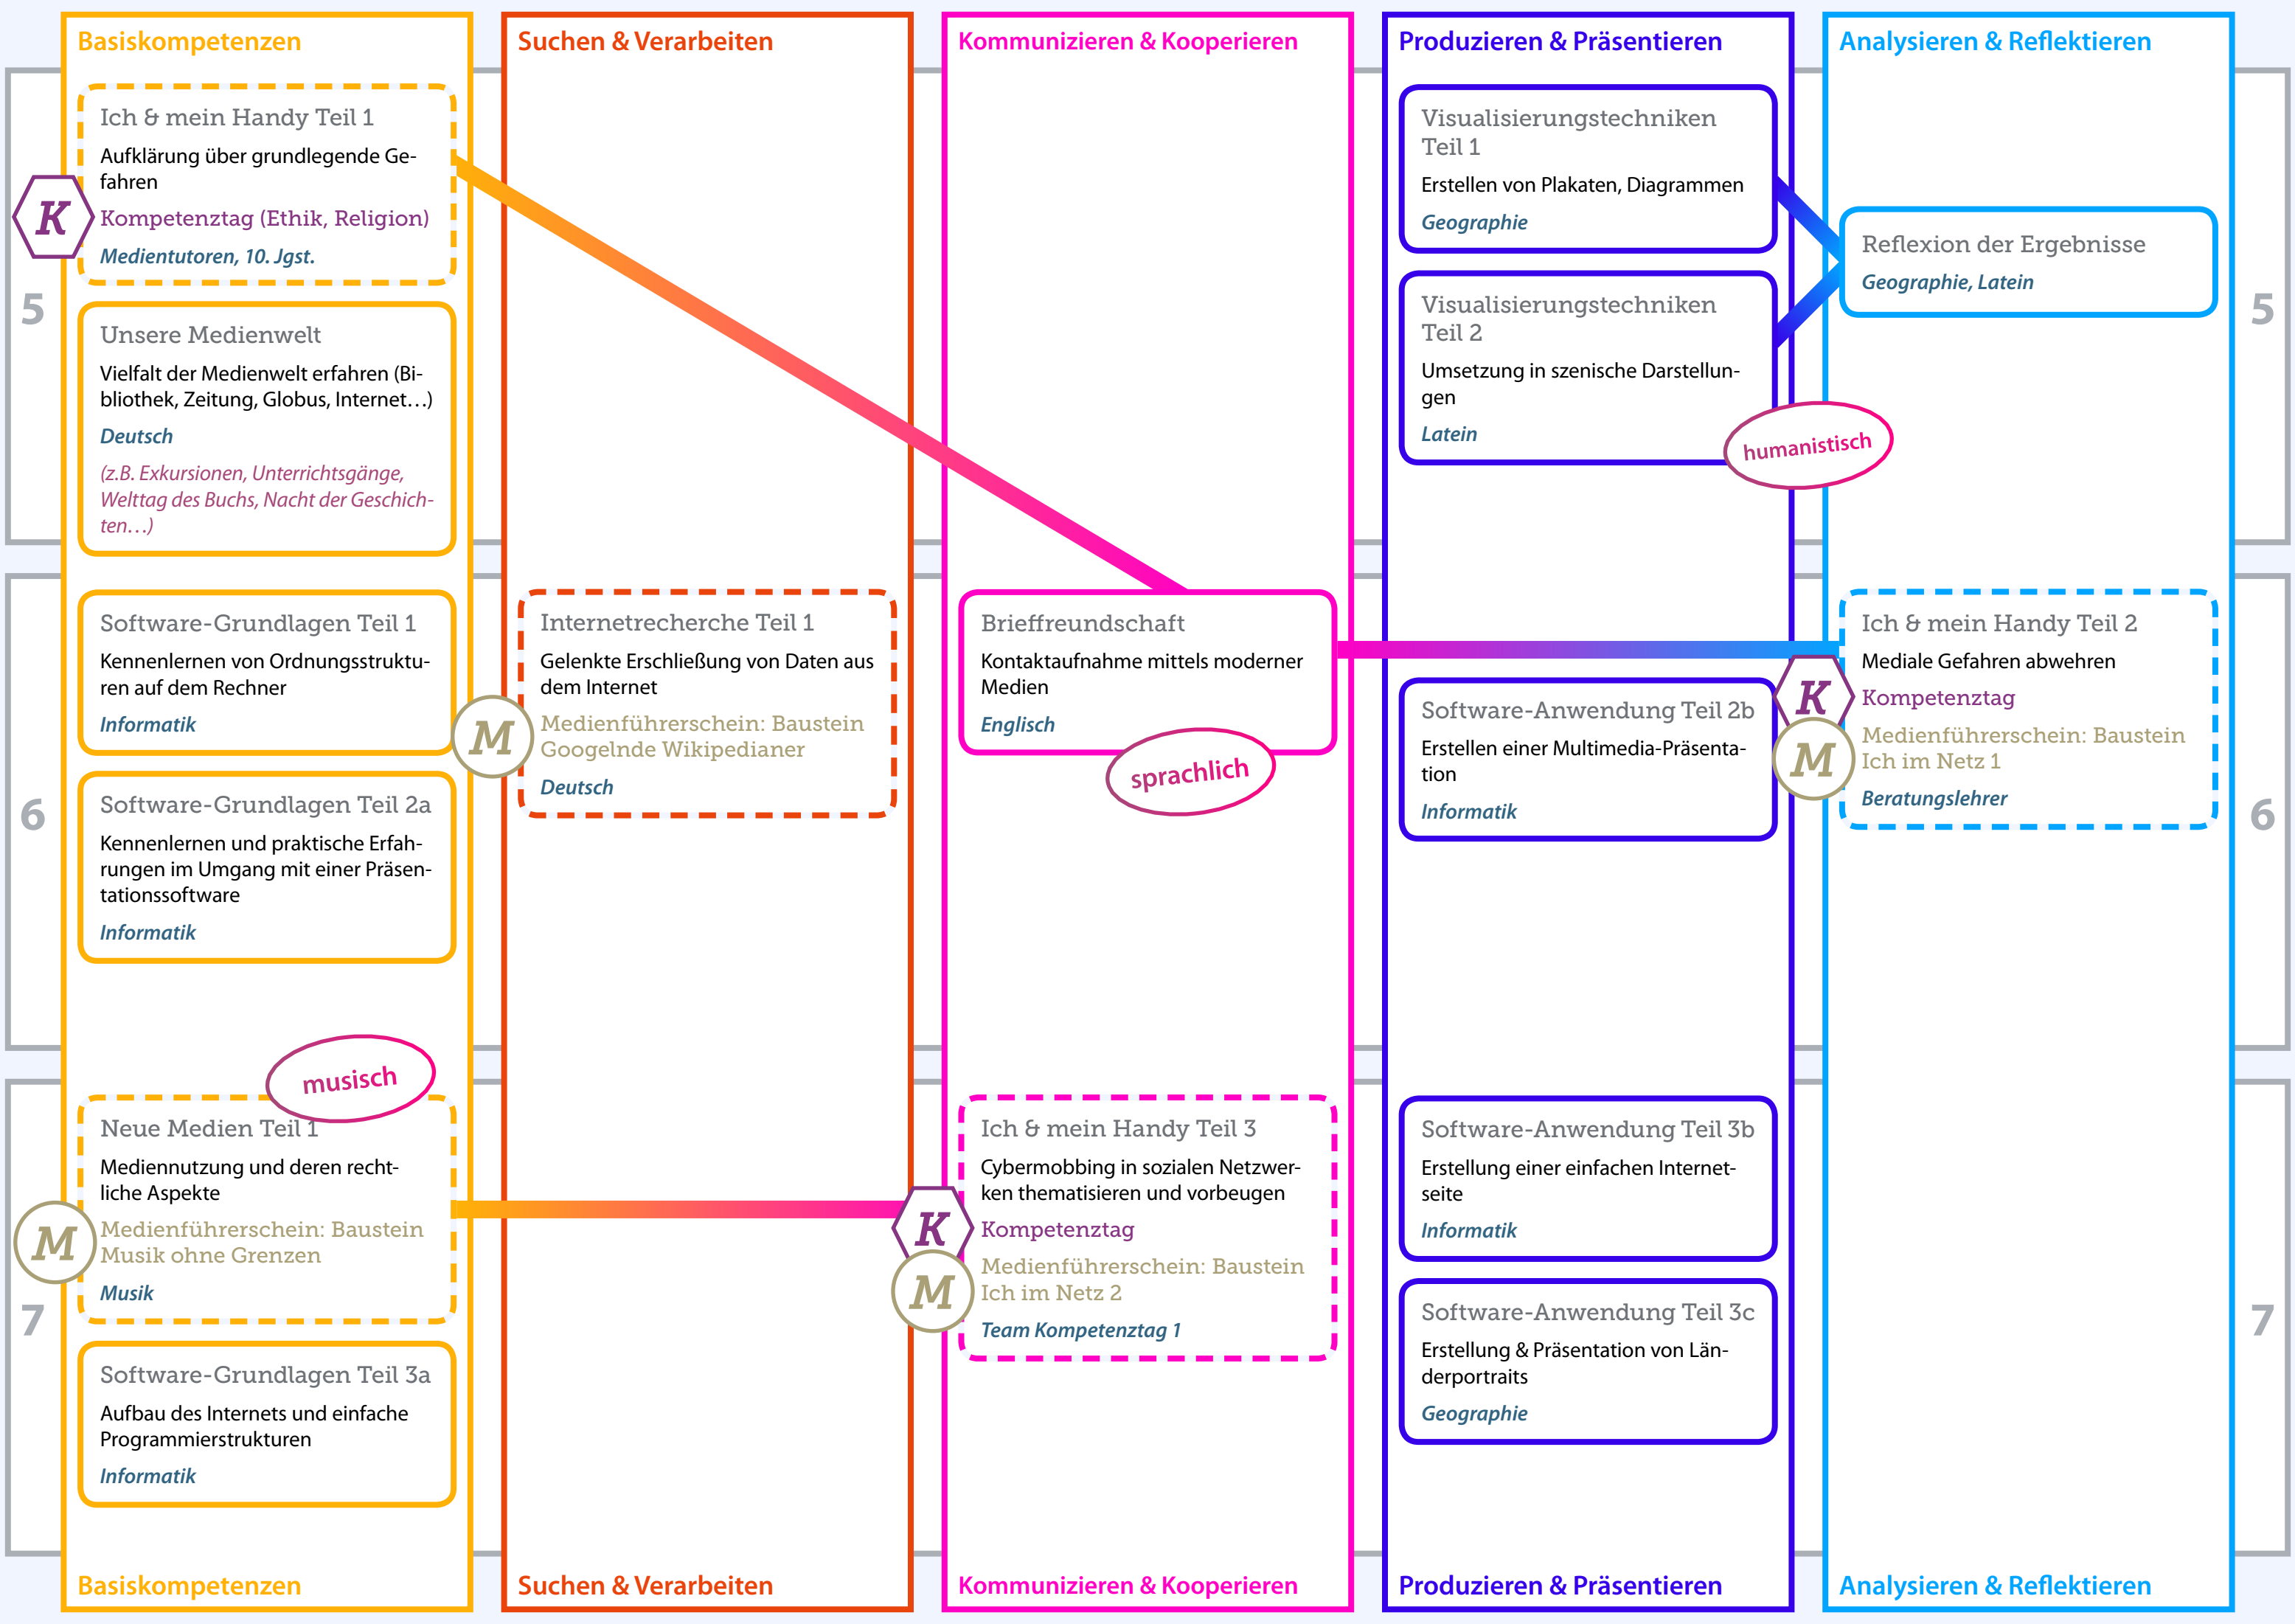 Basiskompetenzen
Suchen & Verarbeiten
Kommunizieren & Kooperieren
Produzieren & Präsentieren
Analysieren & Reflektieren
5
5
Ich & mein Handy Teil 1
Aufklärung über grundlegende Ge-
fahren
K
Kompetenztag (Ethik, Religion)
Medientutoren, 10. Jgst.
Unsere Medienwelt
Vielfalt der Medienwelt erfahren (Bi-
bliothek, Zeitung, Globus, Internet…)
Deutsch
(z.B. Exkursionen, Unterrichtsgänge,
Welttag des Buchs, Nacht der Geschich-
ten…)
Visualisierungstechniken
Teil 1
Erstellen von Plakaten, Diagrammen
Geographie
Visualisierungstechniken
Teil 2
Umsetzung in szenische Darstellun-
gen
Latein
humanistisch
Reflexion der Ergebnisse
Geographie, Latein
6
6
Software-Grundlagen Teil 1
Kennenlernen von Ordnungsstruktu-
ren auf dem Rechner
Informatik
Software-Grundlagen Teil 2a
Kennenlernen und praktische Erfah-
rungen im Umgang mit einer Präsen-
tationssoftware
Informatik
Internetrecherche Teil 1
Gelenkte Erschließung von Daten aus
dem Internet
M
Medienführerschein: Baustein
Googelnde Wikipedianer
Deutsch
Brieffreundschaft
Kontaktaufnahme mittels moderner
Medien
Englisch
sprachlich
Software-Anwendung Teil 2b
Erstellen einer Multimedia-Präsenta-
tion
Informatik
Ich & mein Handy Teil 2
Mediale Gefahren abwehren
K
Kompetenztag
M
Medienführerschein: Baustein
Ich im Netz 1
Beratungslehrer
7
7
musisch
Neue Medien Teil 1
Mediennutzung und deren recht-
liche Aspekte
M
Medienführerschein: Baustein
Musik ohne Grenzen
Musik
Software-Grundlagen Teil 3a
Aufbau des Internets und einfache
Programmierstrukturen
Informatik
Ich & mein Handy Teil 3
Cybermobbing in sozialen Netzwer-
ken thematisieren und vorbeugen
K
Kompetenztag
M
Medienführerschein: Baustein
Ich im Netz 2
Team Kompetenztag 1
Software-Anwendung Teil 3b
Erstellung einer einfachen Internet-
seite
Informatik
Software-Anwendung Teil 3c
Erstellung & Präsentation von Län-
derportraits
Geographie
Basiskompetenzen
Suchen & Verarbeiten
Kommunizieren & Kooperieren
Produzieren & Präsentieren
Analysieren & Reflektieren